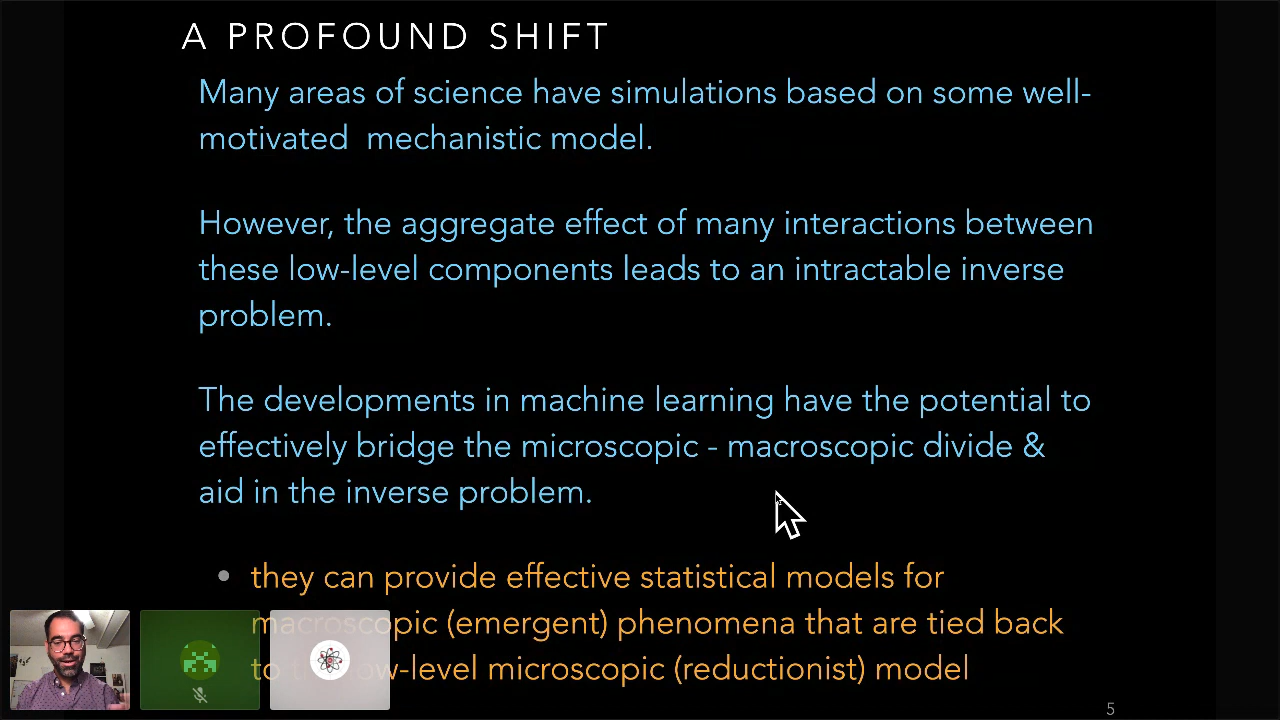 A PROFOUND SHIFT
Many areas of science have simulations based on some well-
motivated mechanistic model.
However, the aggregate effect of many interactions between
these low-level components leads to an intractable inverse
problem.
The developments in machine learning have the potential to
effectively bridge the microscopic - macroscopic divide &
aid in the inverse problem.
• they can provide effective statistical models for
macroscopic (emergent) phenomena that are tied back
to the low-level microscopic (reductionist) model
5